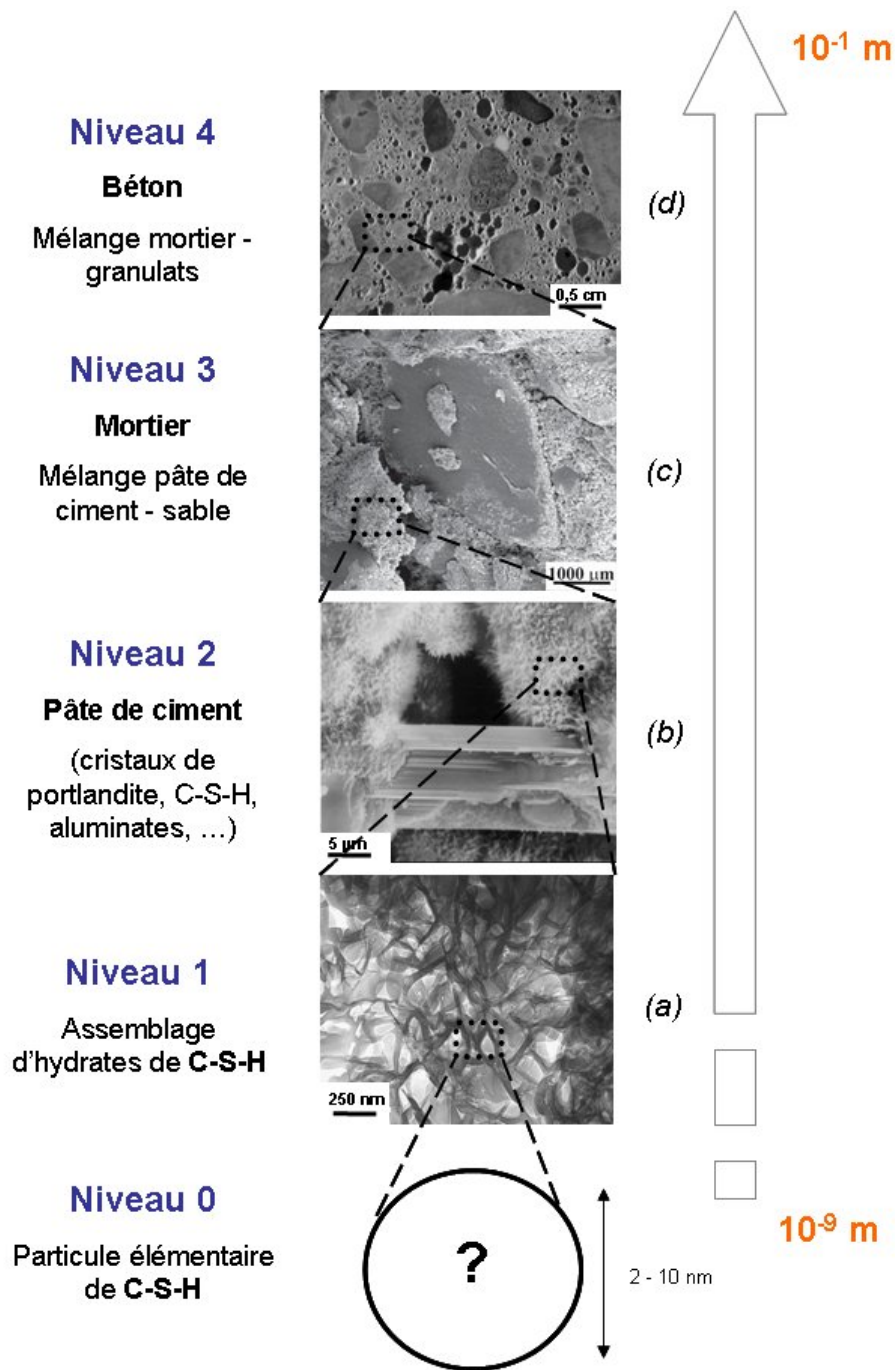 10⁻¹ m
Niveau 4
Béton
Mélange mortier -
granulats
(d)
0,5 cm
Niveau 3
Mortier
Mélange pâte de
ciment - sable
(c)
1000 µm
Niveau 2
Pâte de ciment
(cristaux de
portlandite, C-S-H,
aluminates, …)
(b)
5 µm
Niveau 1
Assemblage
d'hydrates de C-S-H
(a)
250 nm
Niveau 0
Particule élémentaire
de C-S-H
?
2 - 10 nm
10⁻⁹ m